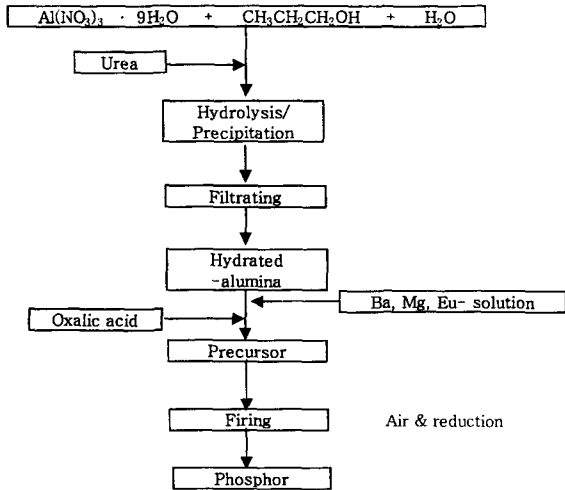 Al(NO₃)₃ · 9H₂O + CH₃CH₂CH₂OH + H₂O
Urea
Hydrolysis/
Precipitation
Filtrating
Hydrated
-alumina
Ba, Mg, Eu- solution
Oxalic acid
Precursor
Firing
Air & reduction
Phosphor